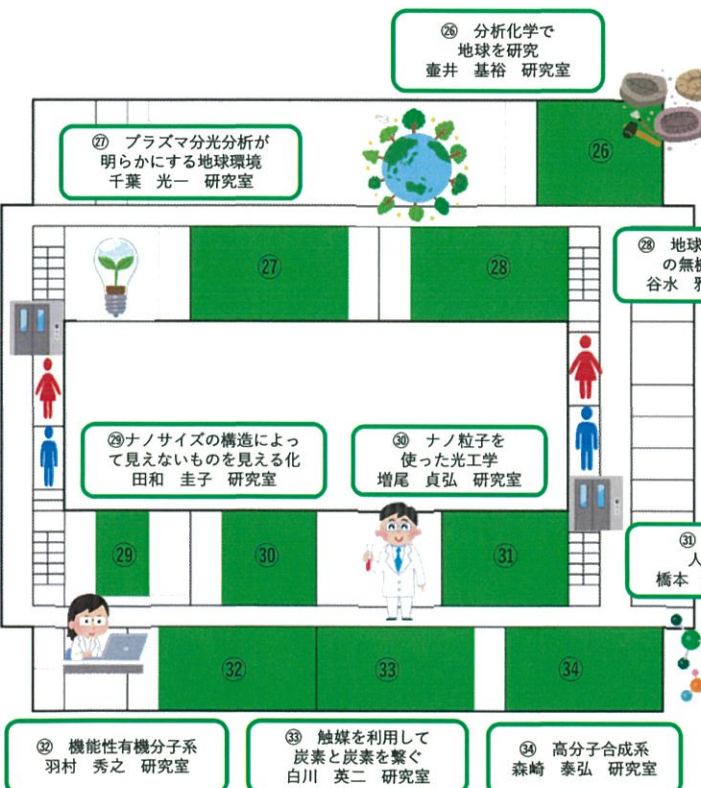 ㉖ 分析化学で
地球を研究
壷井 基裕 研究室
㉗ プラズマ分光分析が
明らかにする地球環境
千葉 光一 研究室
㉖
㉗
㉘
㉘ 地球
の無機
谷水 雅
㉙ナノサイズの構造によっ
て見えないものを見える化
田和 圭子 研究室
㉚ ナノ粒子を
使った光工学
増尾 貞弘 研究室
㉙
㉚
㉛
㉛
人
橋本
㉜
㉝
㉞
㉜ 機能性有機分子系
羽村 秀之 研究室
㉝ 触媒を利用して
炭素と炭素を繋ぐ
白川 英二 研究室
㉞ 高分子合成系
森崎 泰弘 研究室